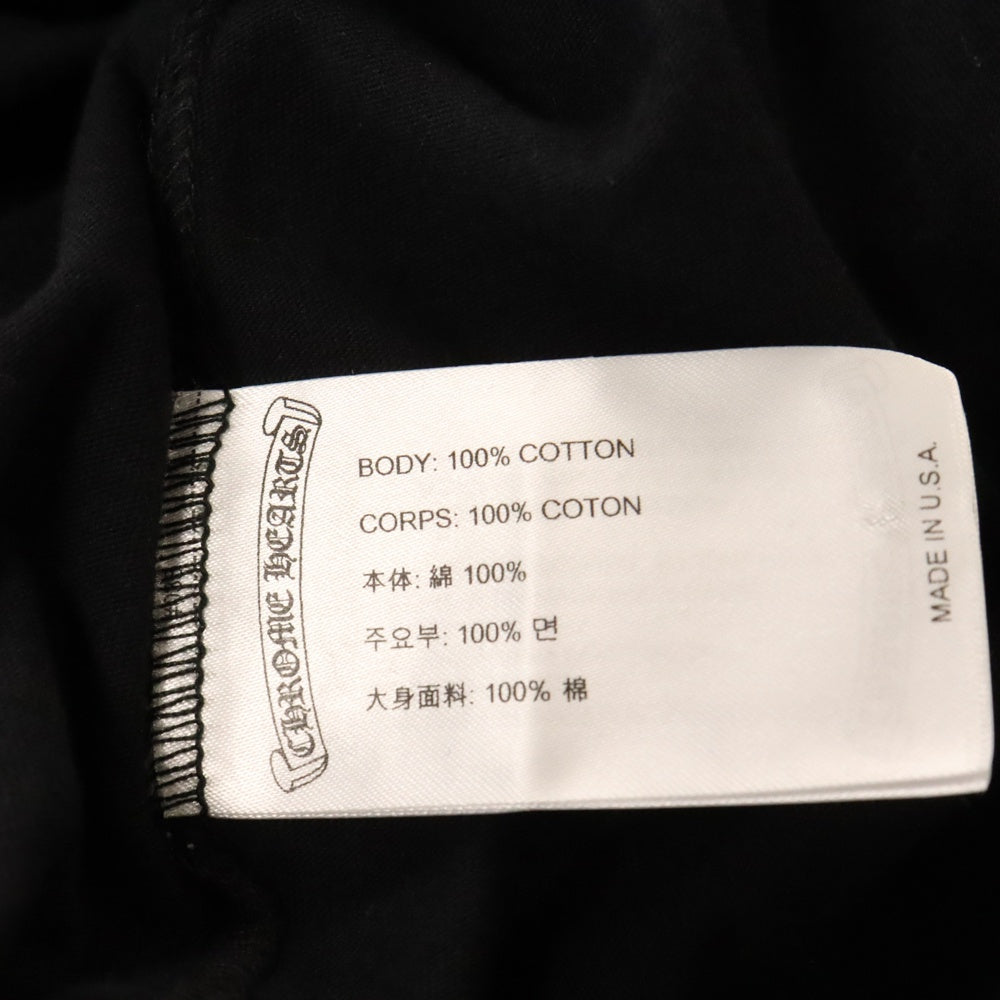 CHROME HEARTS
BODY: 100% COTTON
CORPS: 100% COTON
本体: 綿 100%
주요부: 100% 면
大身面料: 100% 棉
MADE IN U.S.A.